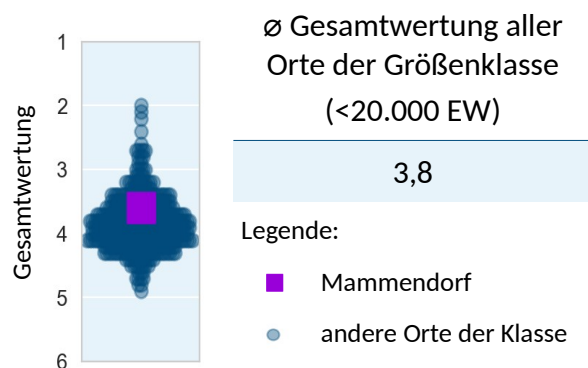 Gesamtwertung
1
2
3
4
5
6
ø Gesamtwertung aller
Orte der Größenklasse
(<20.000 EW)
3,8
Legende:
Mammendorf
andere Orte der Klasse